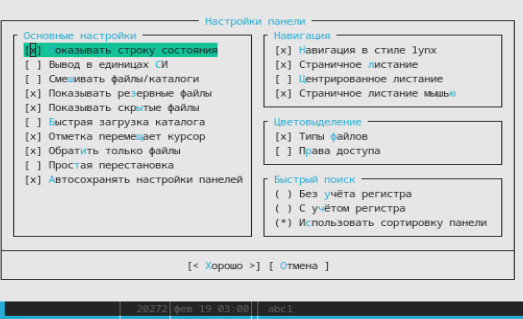 Настройки панели
Основные настройки
[x] оказывать строку состояния
[ ] Вывод в единицах СИ
[ ] Смешивать файлы/каталоги
[x] Показывать резервные файлы
[x] Показывать скрытые файлы
[ ] Быстрая загрузка каталога
[x] Отметка перемещает курсор
[x] Обратить только файлы
[ ] Простая перестановка
[x] Автосохранять настройки панелей
Навигация
[x] Навигация в стиле lynx
[x] Страничное листание
[ ] Центрированное листание
[x] Страничное листание мышью
Цветовыделение
[x] Типы файлов
[ ] Права доступа
Быстрый поиск
( ) Без учёта регистра
( ) С учётом регистра
(*) Использовать сортировку панели
[< Хорошо >] [ Отмена ]
20272 фев 19 03:00 abc1